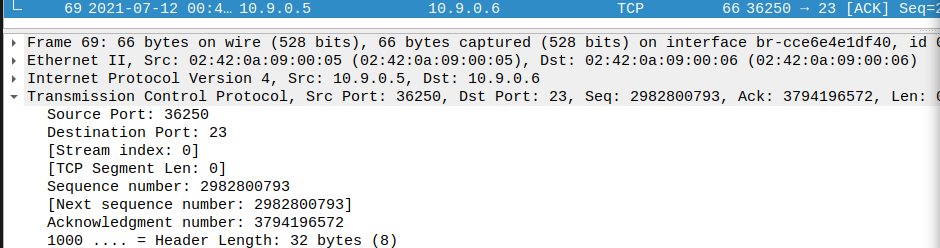 69 2021-07-12 00:4… 10.9.0.5 10.9.0.6 TCP 66 36250 → 23 [ACK] Seq=2
Frame 69: 66 bytes on wire (528 bits), 66 bytes captured (528 bits) on interface br-cce6e4e1df40, id 0
Ethernet II, Src: 02:42:0a:09:00:05 (02:42:0a:09:00:05), Dst: 02:42:0a:09:00:06 (02:42:0a:09:00:06)
Internet Protocol Version 4, Src: 10.9.0.5, Dst: 10.9.0.6
Transmission Control Protocol, Src Port: 36250, Dst Port: 23, Seq: 2982800793, Ack: 3794196572, Len: 0
Source Port: 36250
Destination Port: 23
[Stream index: 0]
[TCP Segment Len: 0]
Sequence number: 2982800793
[Next sequence number: 2982800793]
Acknowledgment number: 3794196572
1000 .... = Header Length: 32 bytes (8)